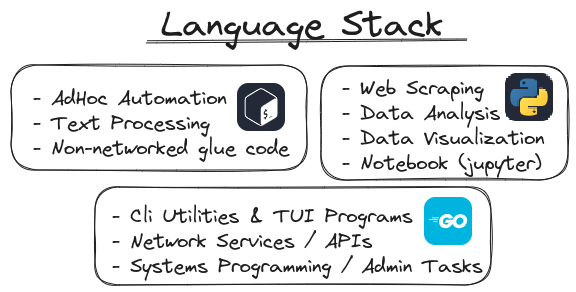 Language Stack
- AdHoc Automation
- Text Processing
- Non-networked glue code
$_
- Web Scraping
- Data Analysis
- Data Visualization
- Notebook (jupyter)
- Cli Utilities & TUI Programs
- Network Services / APIs
- Systems Programming / Admin Tasks
GO